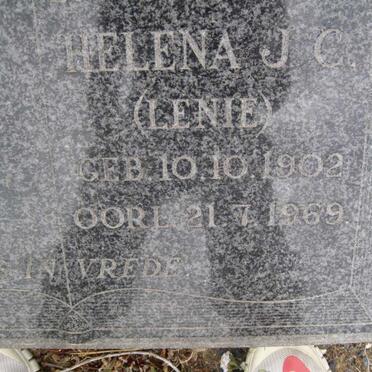 HELENA J C.
(LENIE)
GEB. 10.10.1902
OORL. 21.7.1969
IN VREDE